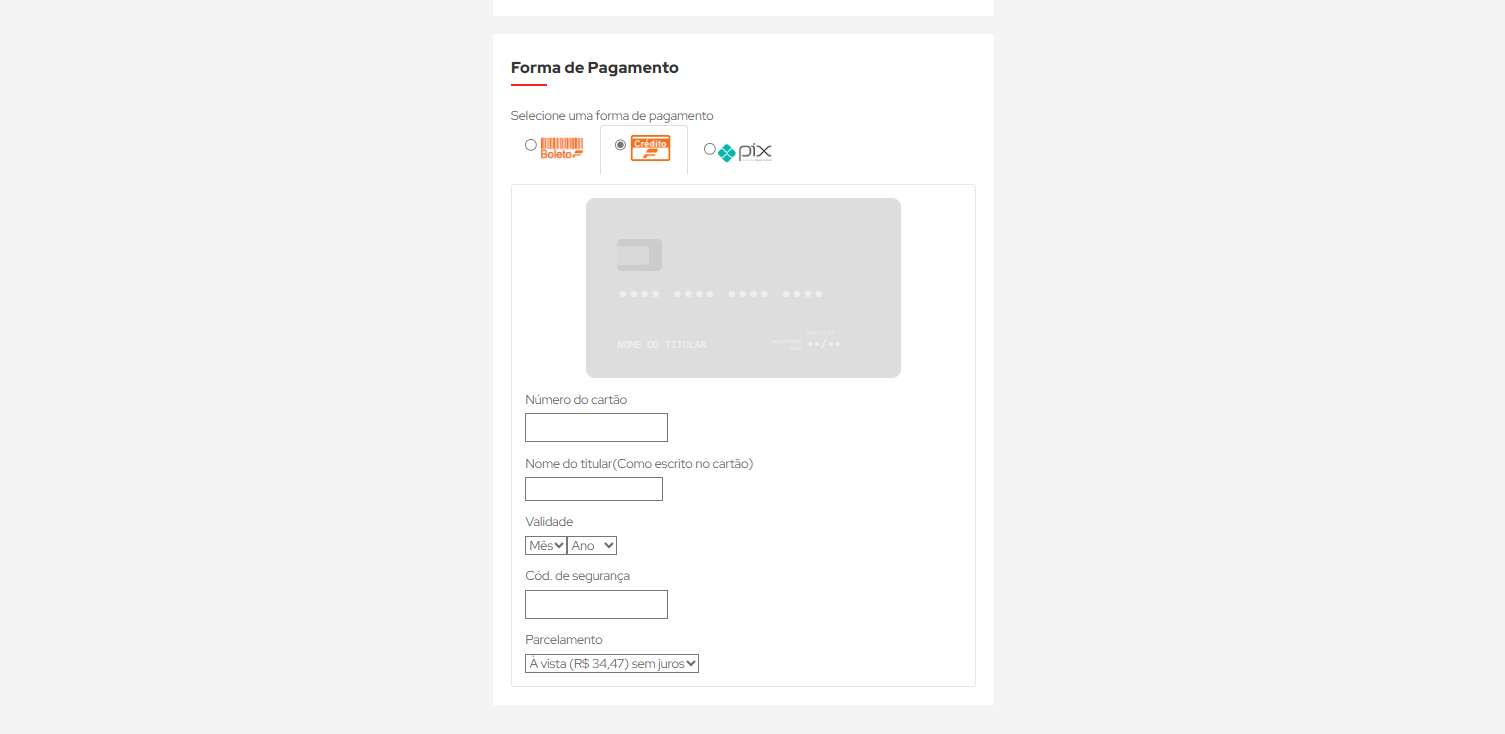 Forma de Pagamento
Selecione uma forma de pagamento
Boleto
Crédito
pix
NOME DO TITULAR
••/••
Número do cartão
Nome do titular(Como escrito no cartão)
Validade
Mês Ano
Cód. de segurança
Parcelamento
À vista (R$ 34,47) sem juros